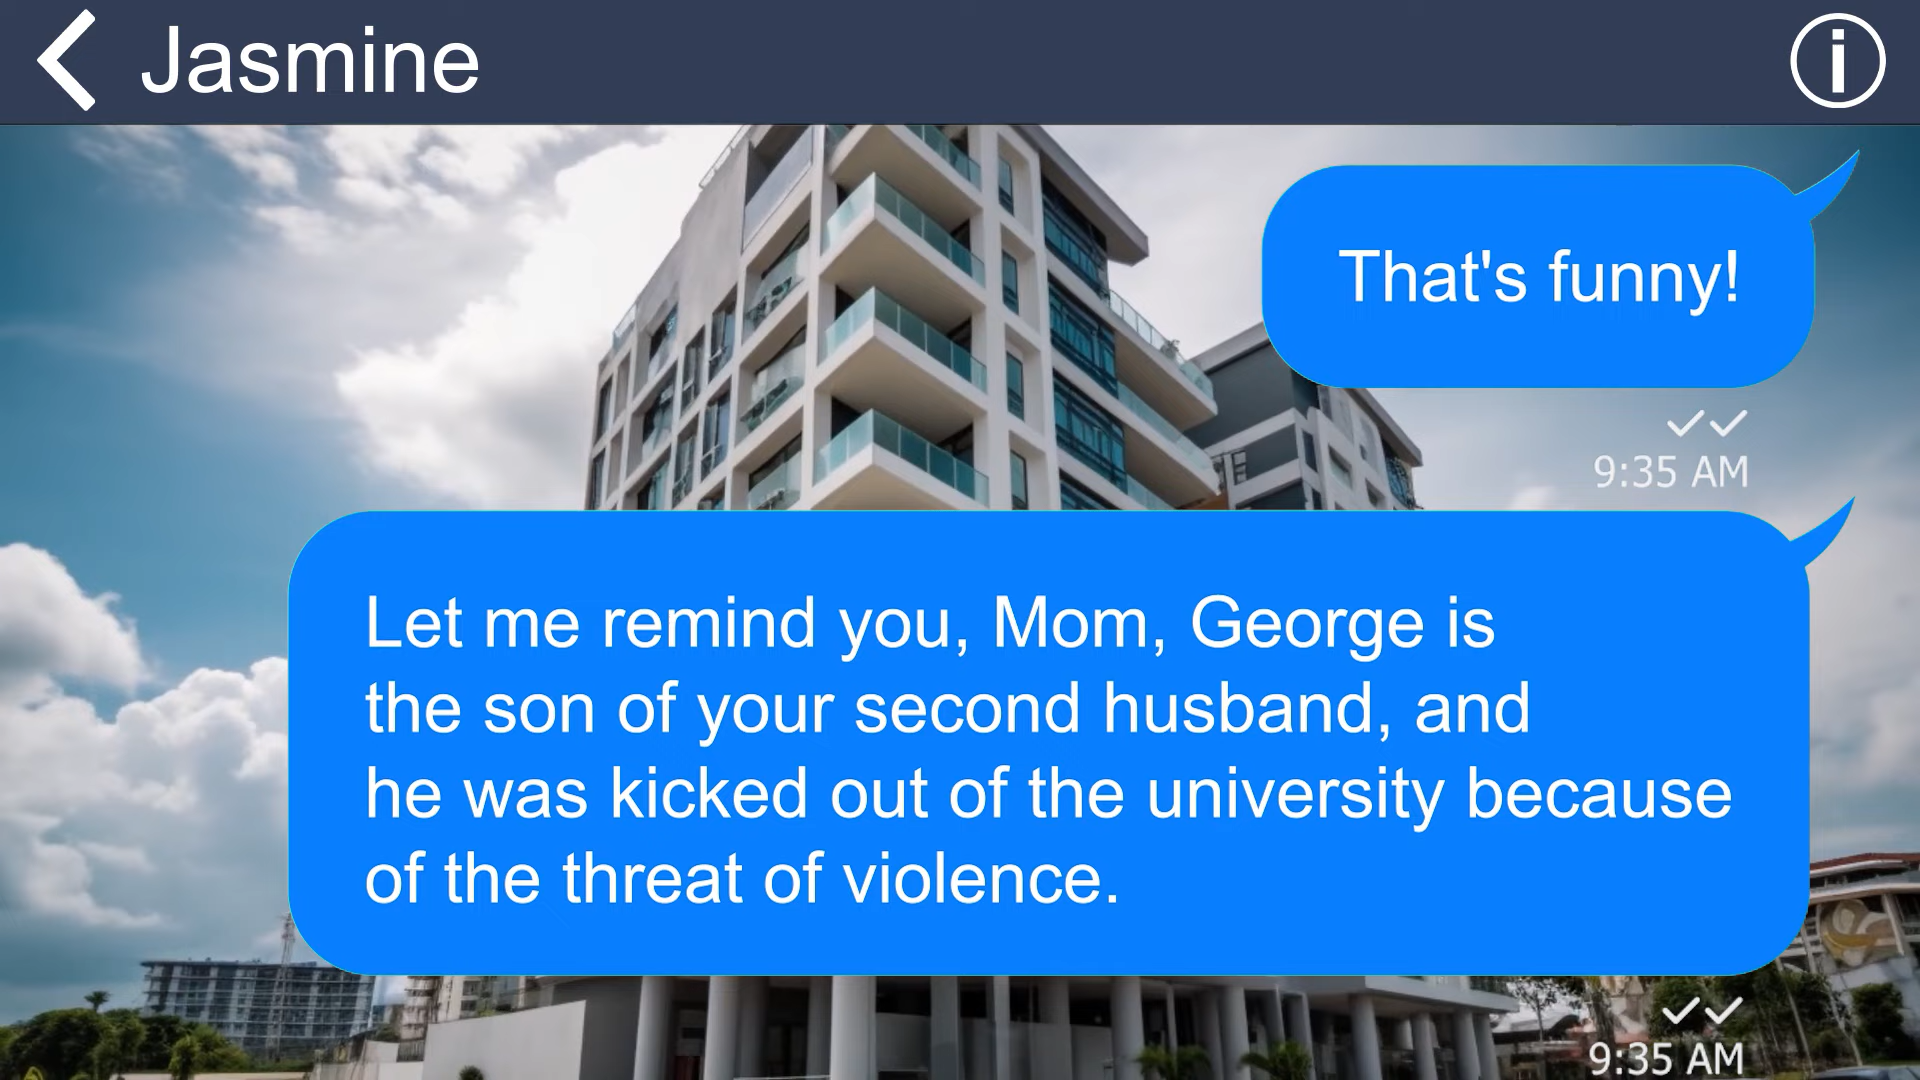 Jasmine
That's funny!
9:35 AM
Let me remind you, Mom, George is
the son of your second husband, and
he was kicked out of the university because
of the threat of violence.
9:35 AM